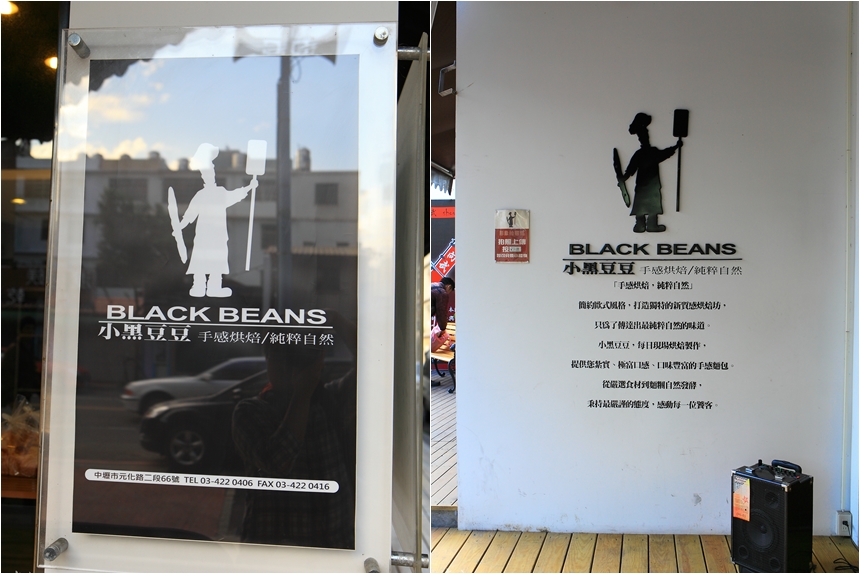 BLACK BEANS
小黑豆豆 手感烘焙/純粹自然
中壢市元化路二段66號 TEL 03-422 0406 FAX 03-422 0416
BLACK BEANS
小黑豆豆 手感烘焙/純粹自然
「手感烘焙，純粹自然」
簡約歐式風格，打造獨特的新質感烘焙坊，
只為了傳達出最純粹自然的味道。
小黑豆豆，每日現場烘焙製作，
提供您紮實、極富口感、口味豐富的手感麵包。
從嚴選食材到麵糰自然發酵，
秉持最嚴謹的態度，感動每一位饕客。